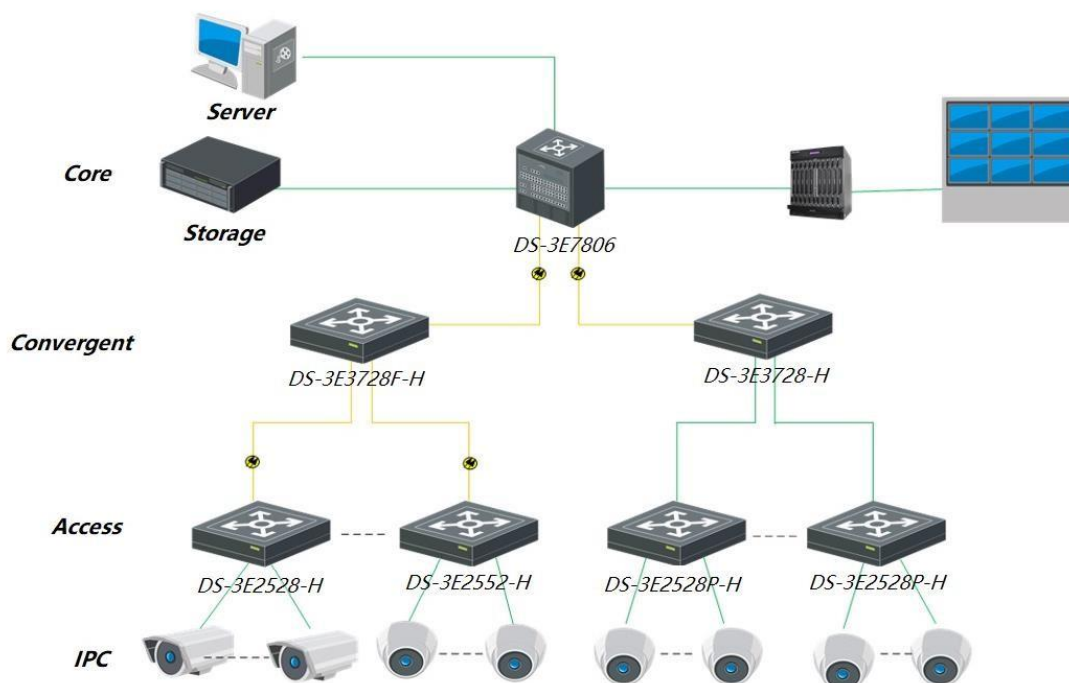 Server
Core
Storage
DS-3E7806
Convergent
DS-3E3728F-H
DS-3E3728-H
Access
DS-3E2528-H
DS-3E2552-H
DS-3E2528P-H
DS-3E2528P-H
IPC